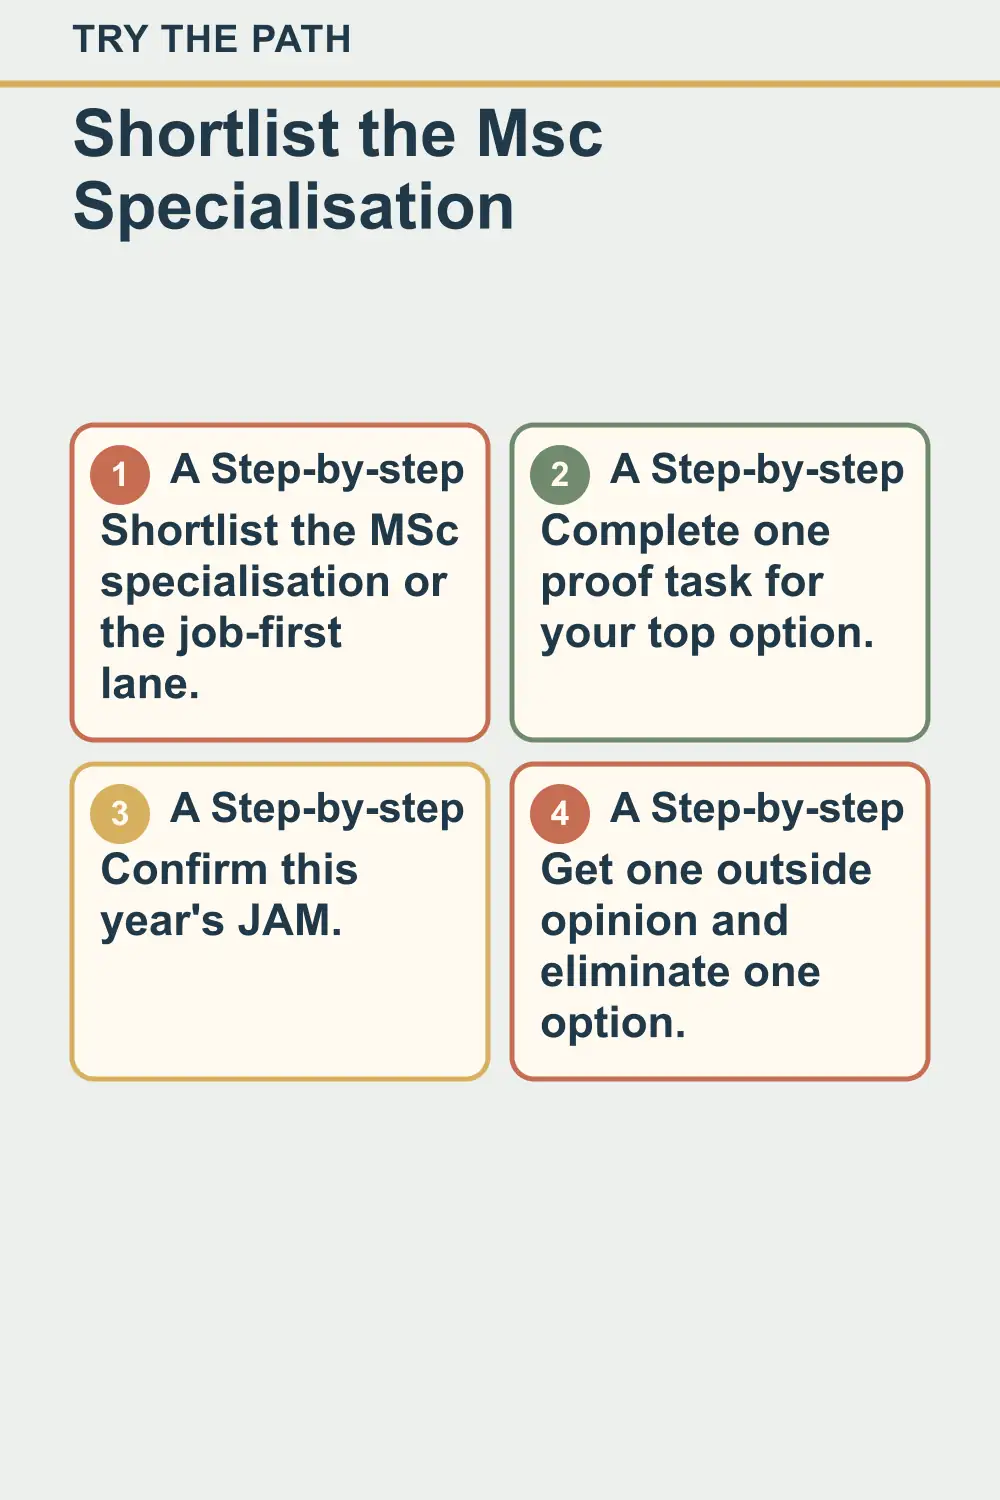 TRY THE PATH
Shortlist the Msc
Specialisation
1 A Step-by-step
Shortlist the MSc
specialisation or
the job-first
lane.
2 A Step-by-step
Complete one
proof task for
your top option.
3 A Step-by-step
Confirm this
year's JAM.
4 A Step-by-step
Get one outside
opinion and
eliminate one
option.